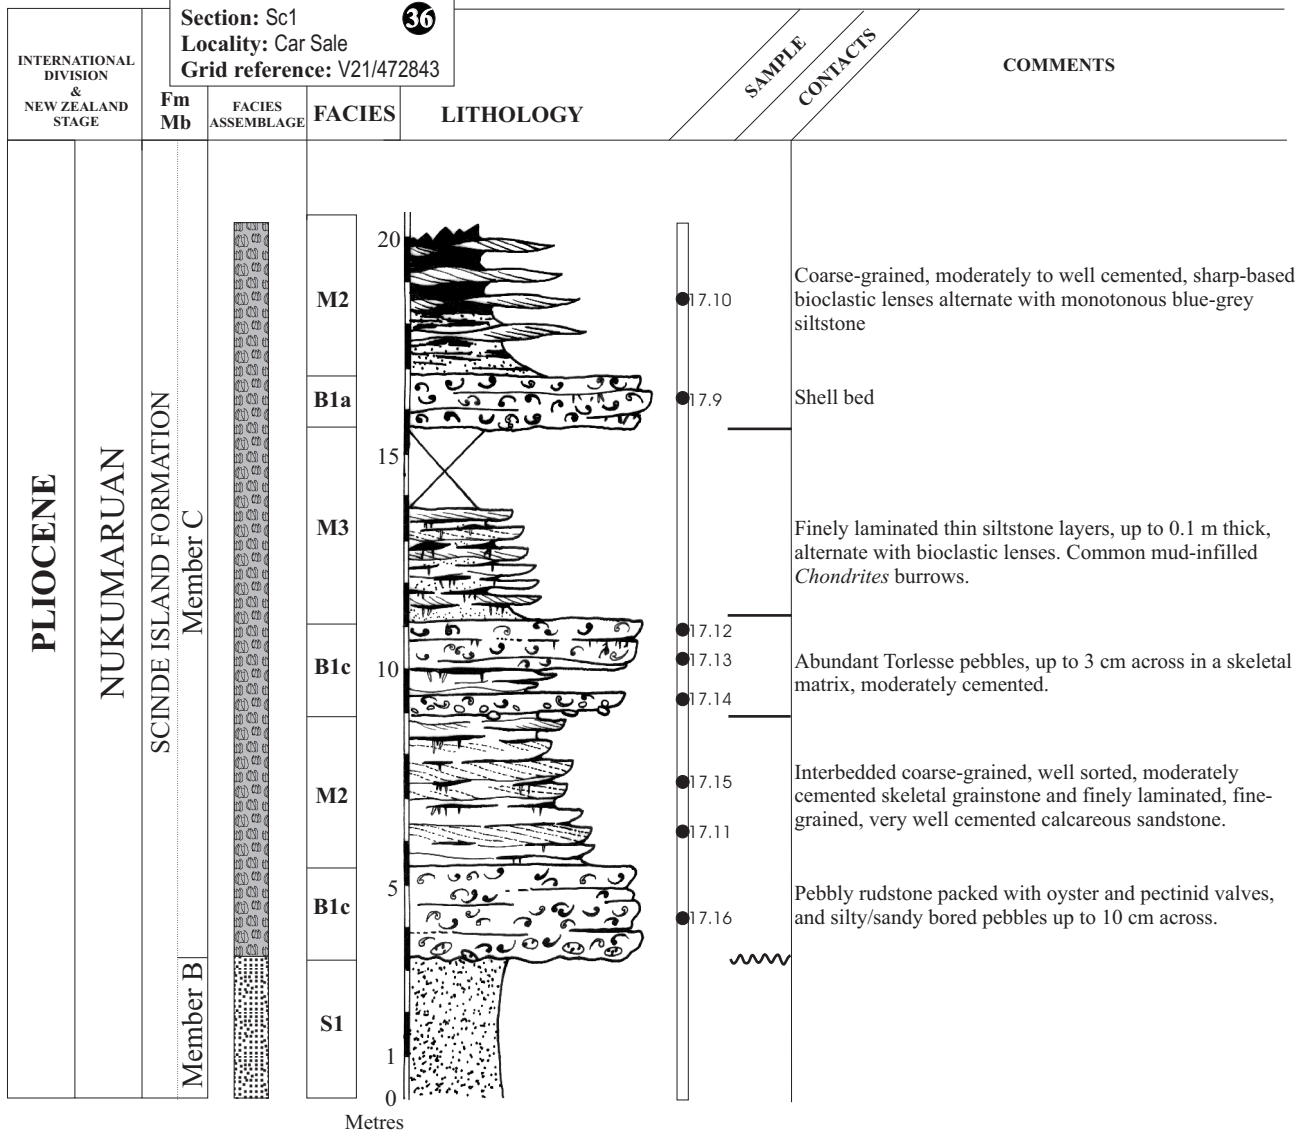 Section: Sc1
36
Locality: Car Sale
Grid reference: V21/472843
INTERNATIONAL
DIVISION
&
NEW ZEALAND
STAGE
Fm
Mb
FACIES
ASSEMBLAGE
FACIES
LITHOLOGY
SAMPLE
CONTACTS
COMMENTS
PLIOCENE
NUKUMARUAN
SCINDE ISLAND FORMATION
Member C
Member B
M2
B1a
M3
B1c
M2
B1c
S1
20
15
10
5
1
0
Metres
17.10
17.9
17.12
17.13
17.14
17.15
17.11
17.16
Coarse-grained, moderately to well cemented, sharp-based
bioclastic lenses alternate with monotonous blue-grey
siltstone
Shell bed
Finely laminated thin siltstone layers, up to 0.1 m thick,
alternate with bioclastic lenses. Common mud-infilled
Chondrites burrows.
Abundant Torlesse pebbles, up to 3 cm across in a skeletal
matrix, moderately cemented.
Interbedded coarse-grained, well sorted, moderately
cemented skeletal grainstone and finely laminated, fine-
grained, very well cemented calcareous sandstone.
Pebbly rudstone packed with oyster and pectinid valves,
and silty/sandy bored pebbles up to 10 cm across.